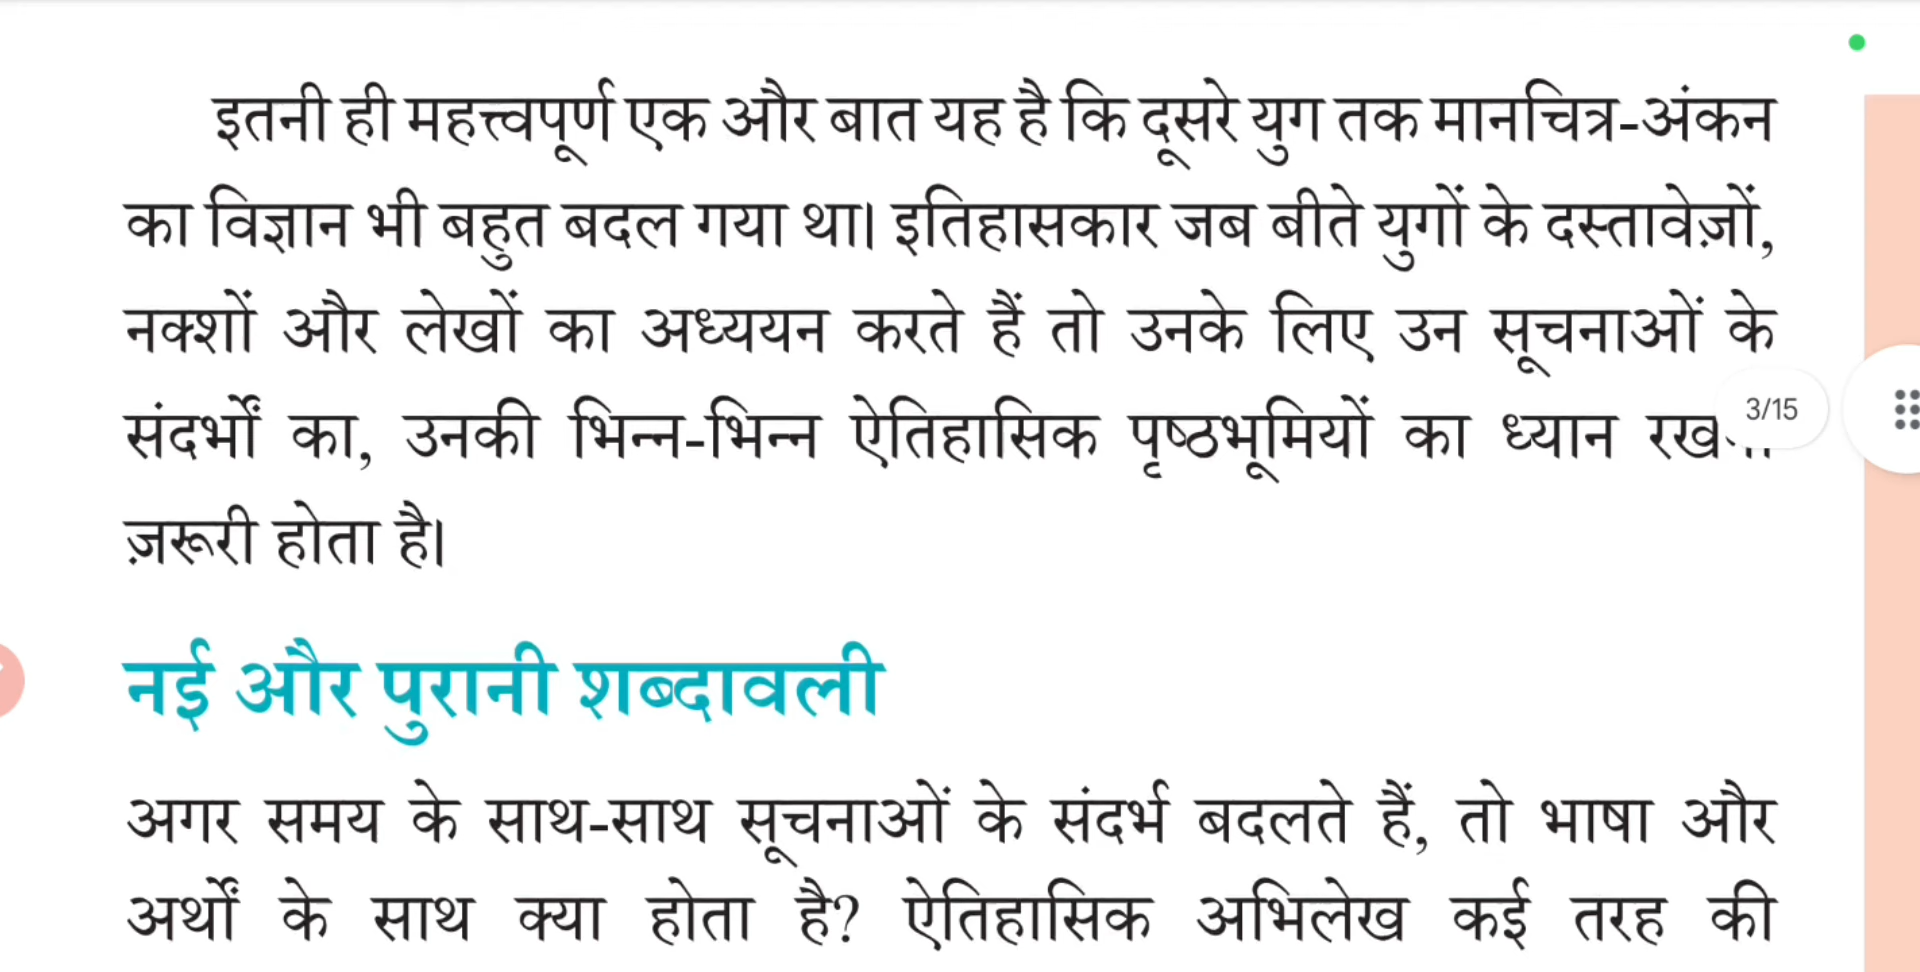 इतनी ही महत्त्वपूर्ण एक और बात यह है कि दूसरे युग तक मानचित्र-अंकन
का विज्ञान भी बहुत बदल गया था। इतिहासकार जब बीते युगों के दस्तावेज़ों,
नक्शों और लेखों का अध्ययन करते हैं तो उनके लिए उन सूचनाओं के
संदर्भों का, उनकी भिन्न-भिन्न ऐतिहासिक पृष्ठभूमियों का ध्यान
3/15
ज़रूरी होता है।
नई और पुरानी शब्दावली
अगर समय के साथ-साथ सूचनाओं के संदर्भ बदलते हैं, तो भाषा और
अर्थों के साथ क्या होता है? ऐतिहासिक अभिलेख कई तरह की